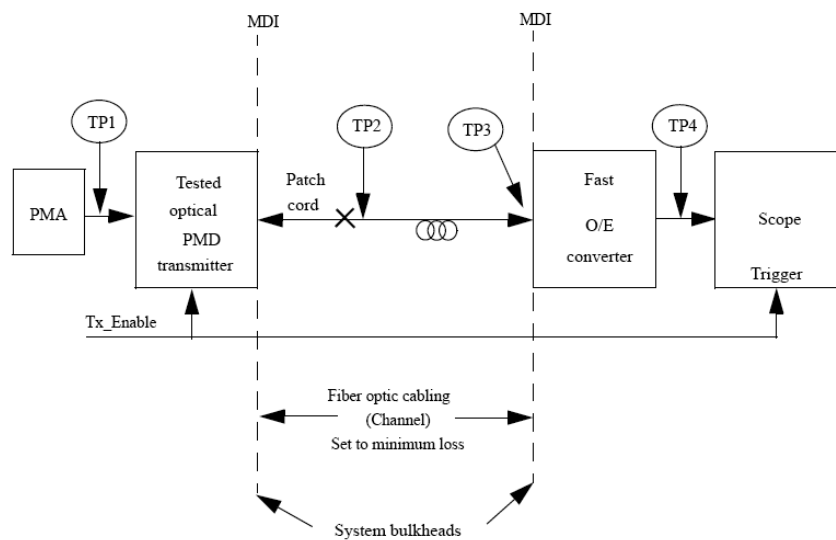 MDI
MDI
TP1
TP2
TP3
TP4
PMA
Tested
optical
PMD
transmitter
Patch
cord
Fast
O/E
converter
Scope
Trigger
Tx_Enable
Fiber optic cabling
(Channel)
Set to minimum loss
System bulkheads